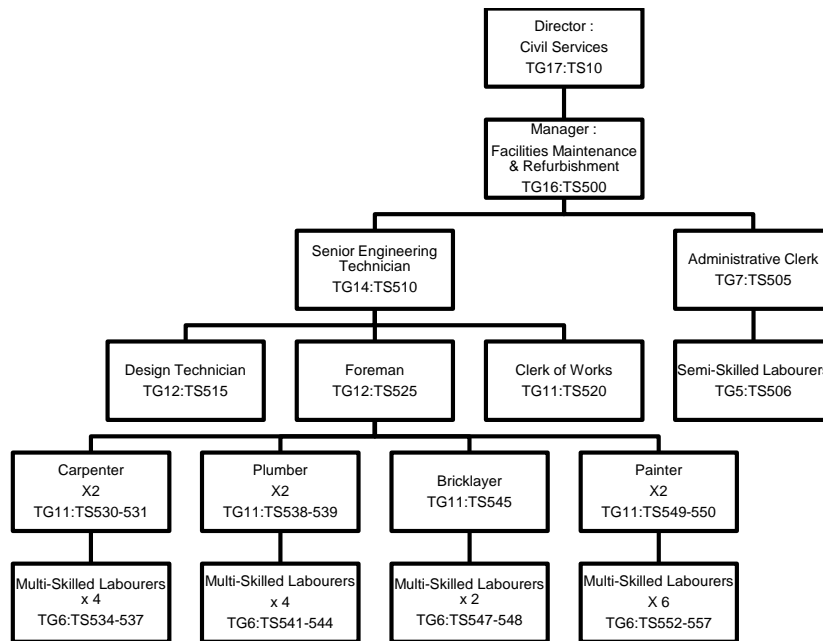 Director :
Civil Services
TG17:TS10
Manager :
Facilities Maintenance
& Refurbishment
TG16:TS500
Senior Engineering
Technician
TG14:TS510
Administrative Clerk
TG7:TS505
Design Technician
TG12:TS515
Foreman
TG12:TS525
Clerk of Works
TG11:TS520
Semi-Skilled Labourers
TG5:TS506
Carpenter
X2
TG11:TS530-531
Plumber
X2
TG11:TS538-539
Bricklayer
TG11:TS545
Painter
X2
TG11:TS549-550
Multi-Skilled Labourers
x 4
TG6:TS534-537
Multi-Skilled Labourers
x 4
TG6:TS541-544
Multi-Skilled Labourers
x 2
TG6:TS547-548
Multi-Skilled Labourers
X 6
TG6:TS552-557